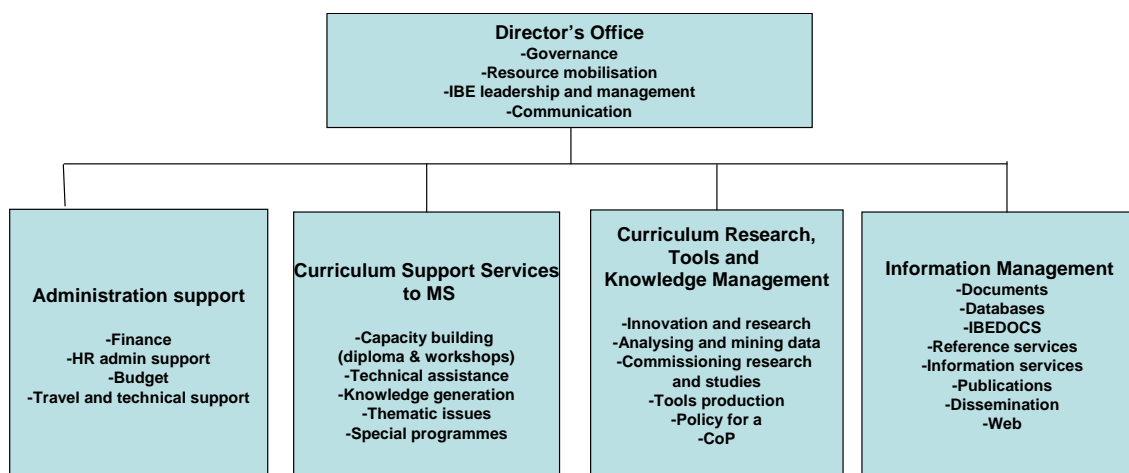 Director's Office
-Governance
-Resource mobilisation
-IBE leadership and management
-Communication
Administration support
-Finance
-HR admin support
-Budget
-Travel and technical support
Curriculum Support Services
to MS
-Capacity building
(diploma & workshops)
-Technical assistance
-Knowledge generation
-Thematic issues
-Special programmes
Curriculum Research,
Tools and
Knowledge Management
-Innovation and research
-Analysing and mining data
-Commissioning research
and studies
-Tools production
-Policy for a
-CoP
Information Management
-Documents
-Databases
-IBEDOCS
-Reference services
-Information services
-Publications
-Dissemination
-Web